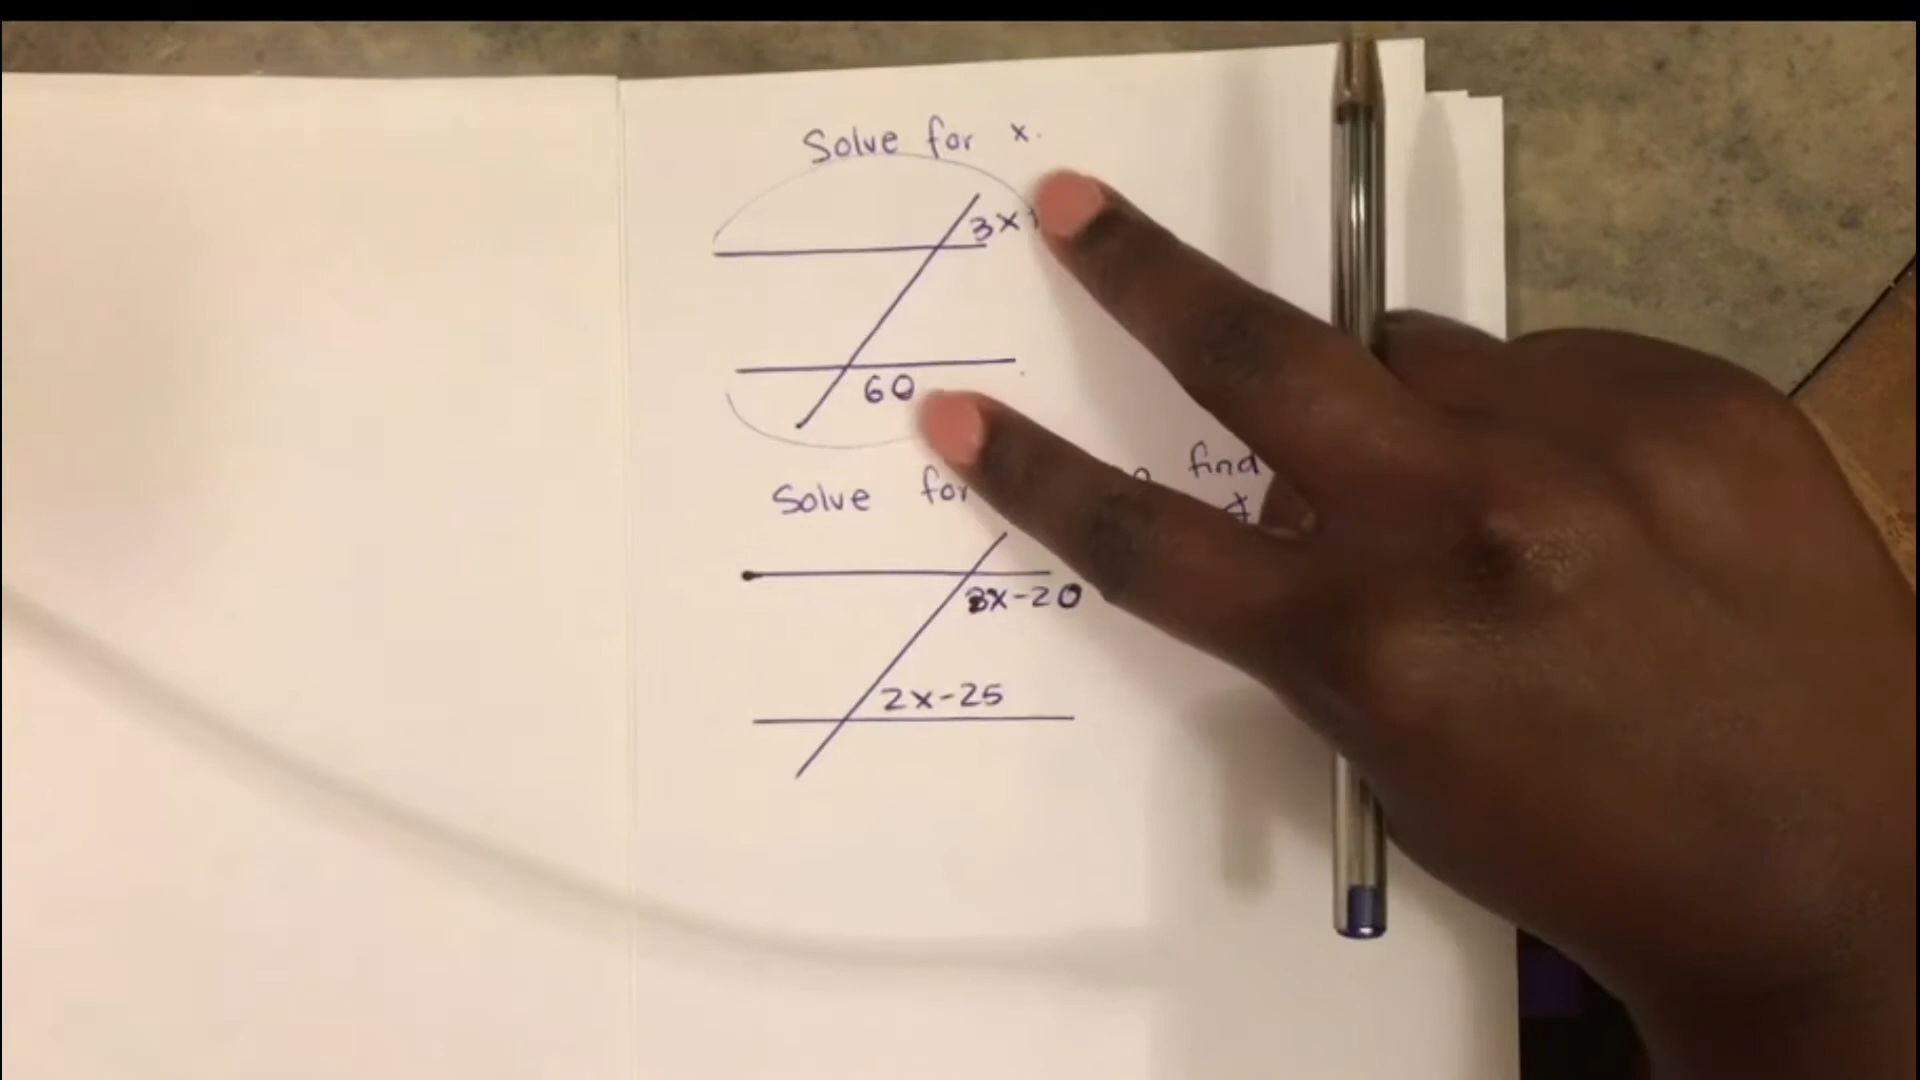 Solve for x.
3x
60
Solve for find
3x-20
2x-25